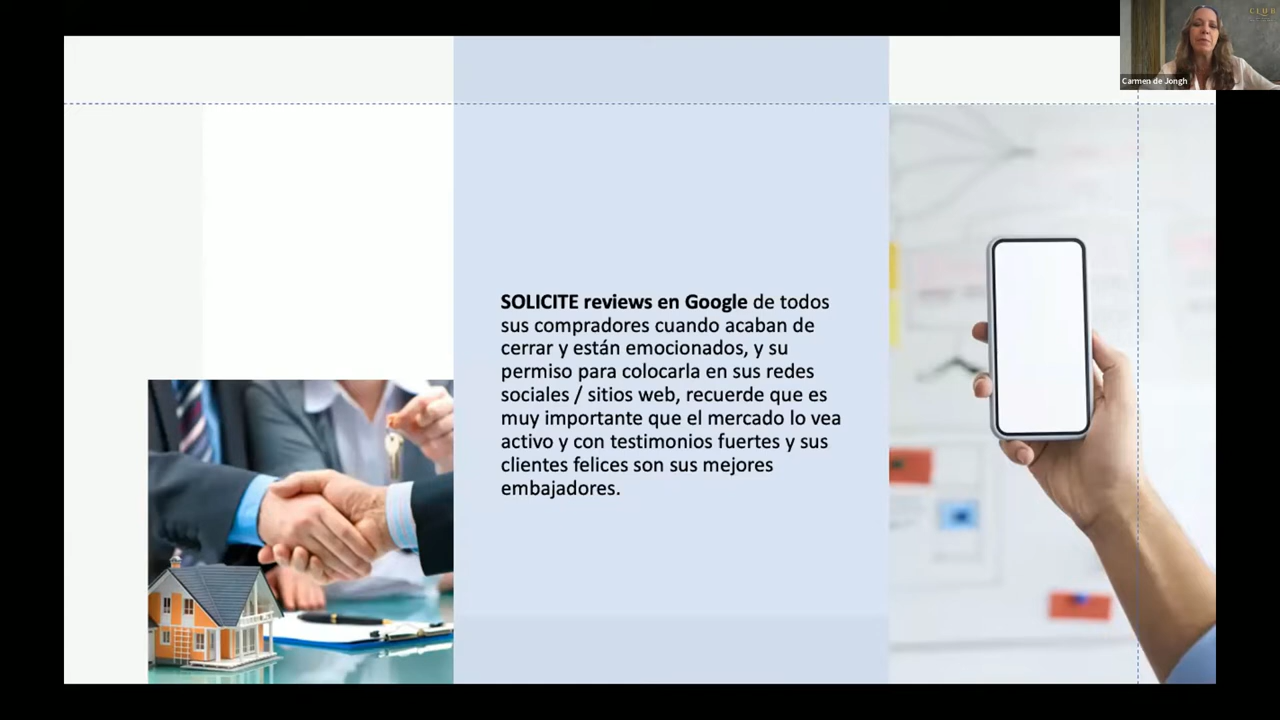 CLUB
Carmen de Jongh
SOLICITE reviews en Google de todos
sus compradores cuando acaban de
cerrar y están emocionados, y su
permiso para colocarla en sus redes
sociales / sitios web, recuerde que es
muy importante que el mercado lo vea
activo y con testimonios fuertes y sus
clientes felices son sus mejores
embajadores.